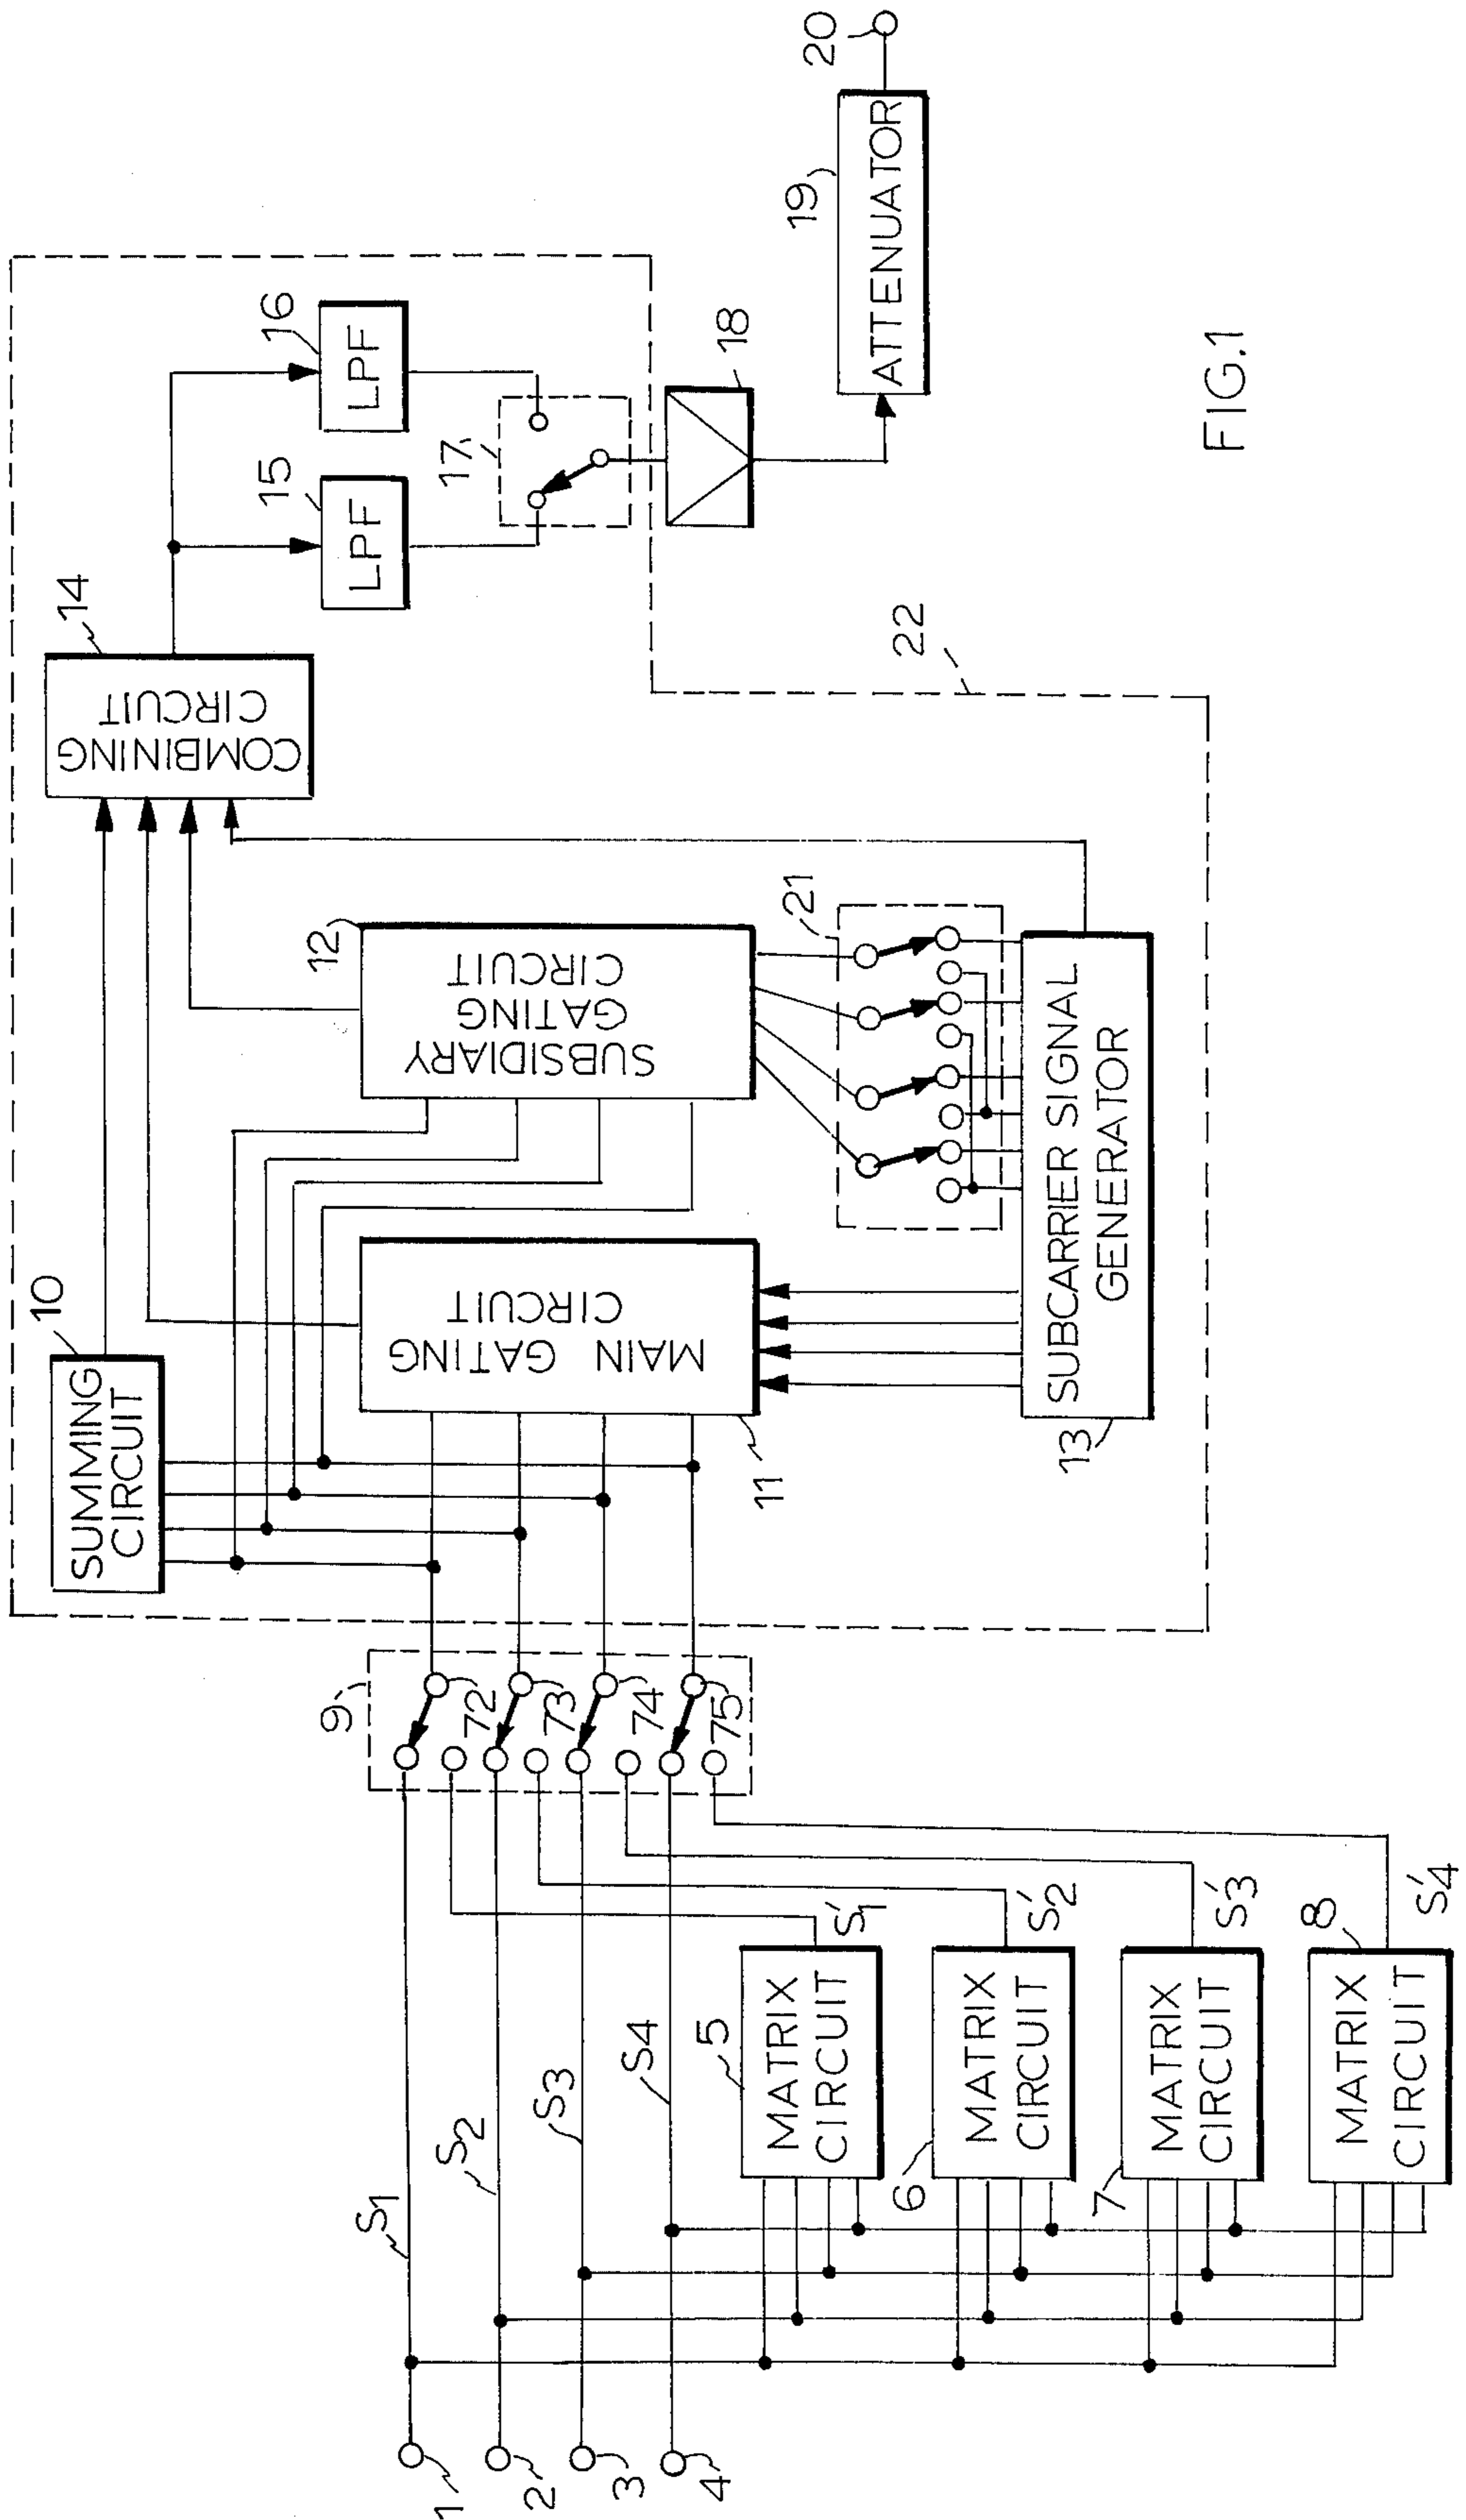 1
2
3
4
S1
S2
S3
S4
5
MATRIX
CIRCUIT
S'1
6
MATRIX
CIRCUIT
S'2
7
MATRIX
CIRCUIT
S'3
8
MATRIX
CIRCUIT
S'4
9
72
73
74
75
10
SUMMING
CIRCUIT
11
MAIN GATING
CIRCUIT
12
SUBSIDIARY
GATING
CIRCUIT
13
SUBCARRIER SIGNAL
GENERATOR
21
14
COMBINING
CIRCUIT
15
LPF
16
LPF
17
18
22
19
ATTENUATOR
20
FIG.1